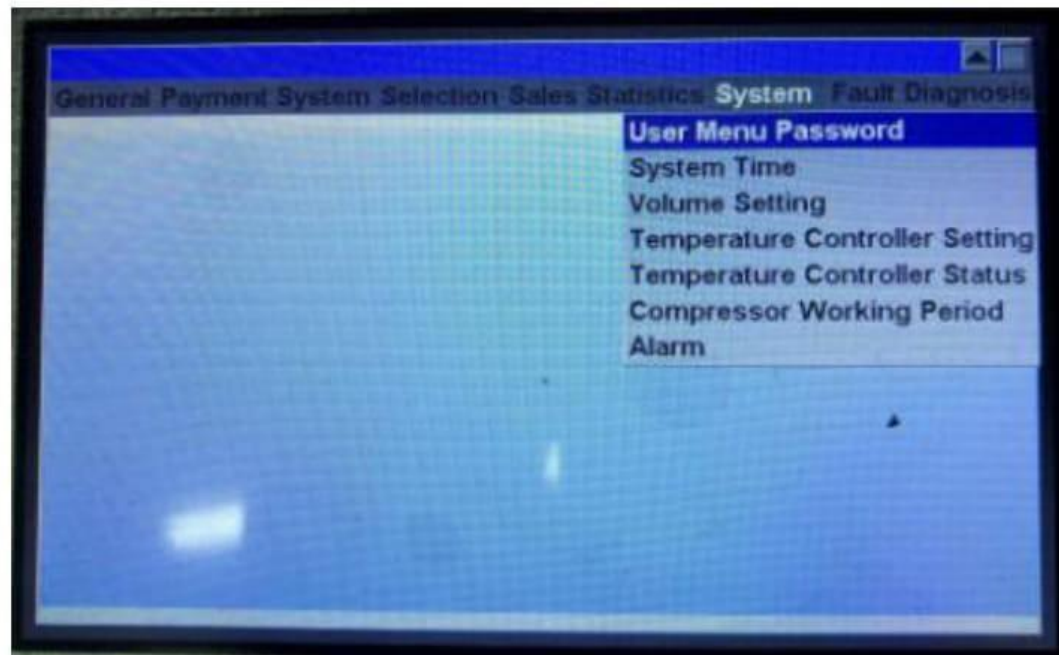 General Payment System Selection Sales Statistics System Fault Diagnosis
User Menu Password
System Time
Volume Setting
Temperature Controller Setting
Temperature Controller Status
Compressor Working Period
Alarm